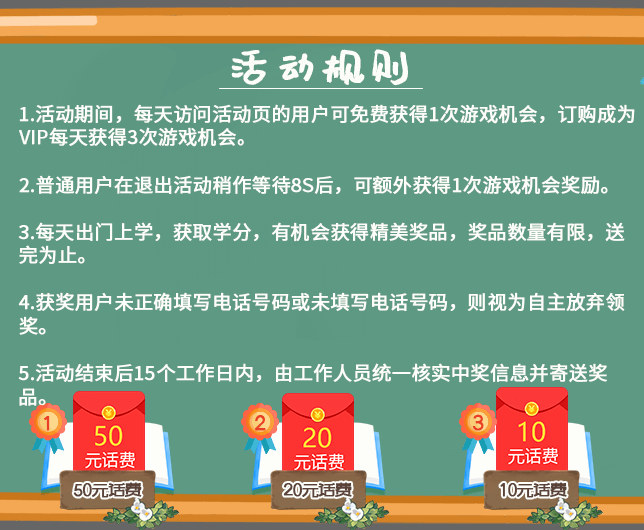 活动规则
1.活动期间，每天访问活动页的用户可免费获得1次游戏机会，订购成为
VIP每天获得3次游戏机会。
2.普通用户在退出活动稍作等待8S后，可额外获得1次游戏机会奖励。
3.每天出门上学，获取学分，有机会获得精美奖品，奖品数量有限，送
完为止。
4.获奖用户未正确填写电话号码或未填写电话号码，则视为自主放弃领
奖。
5.活动结束后15个工作日内，由工作人员统一核实中奖信息并寄送奖
品。
1
¥
50
元话费
50元话费
2
¥
20
元话费
20元话费
3
¥
10
元话费
10元话费